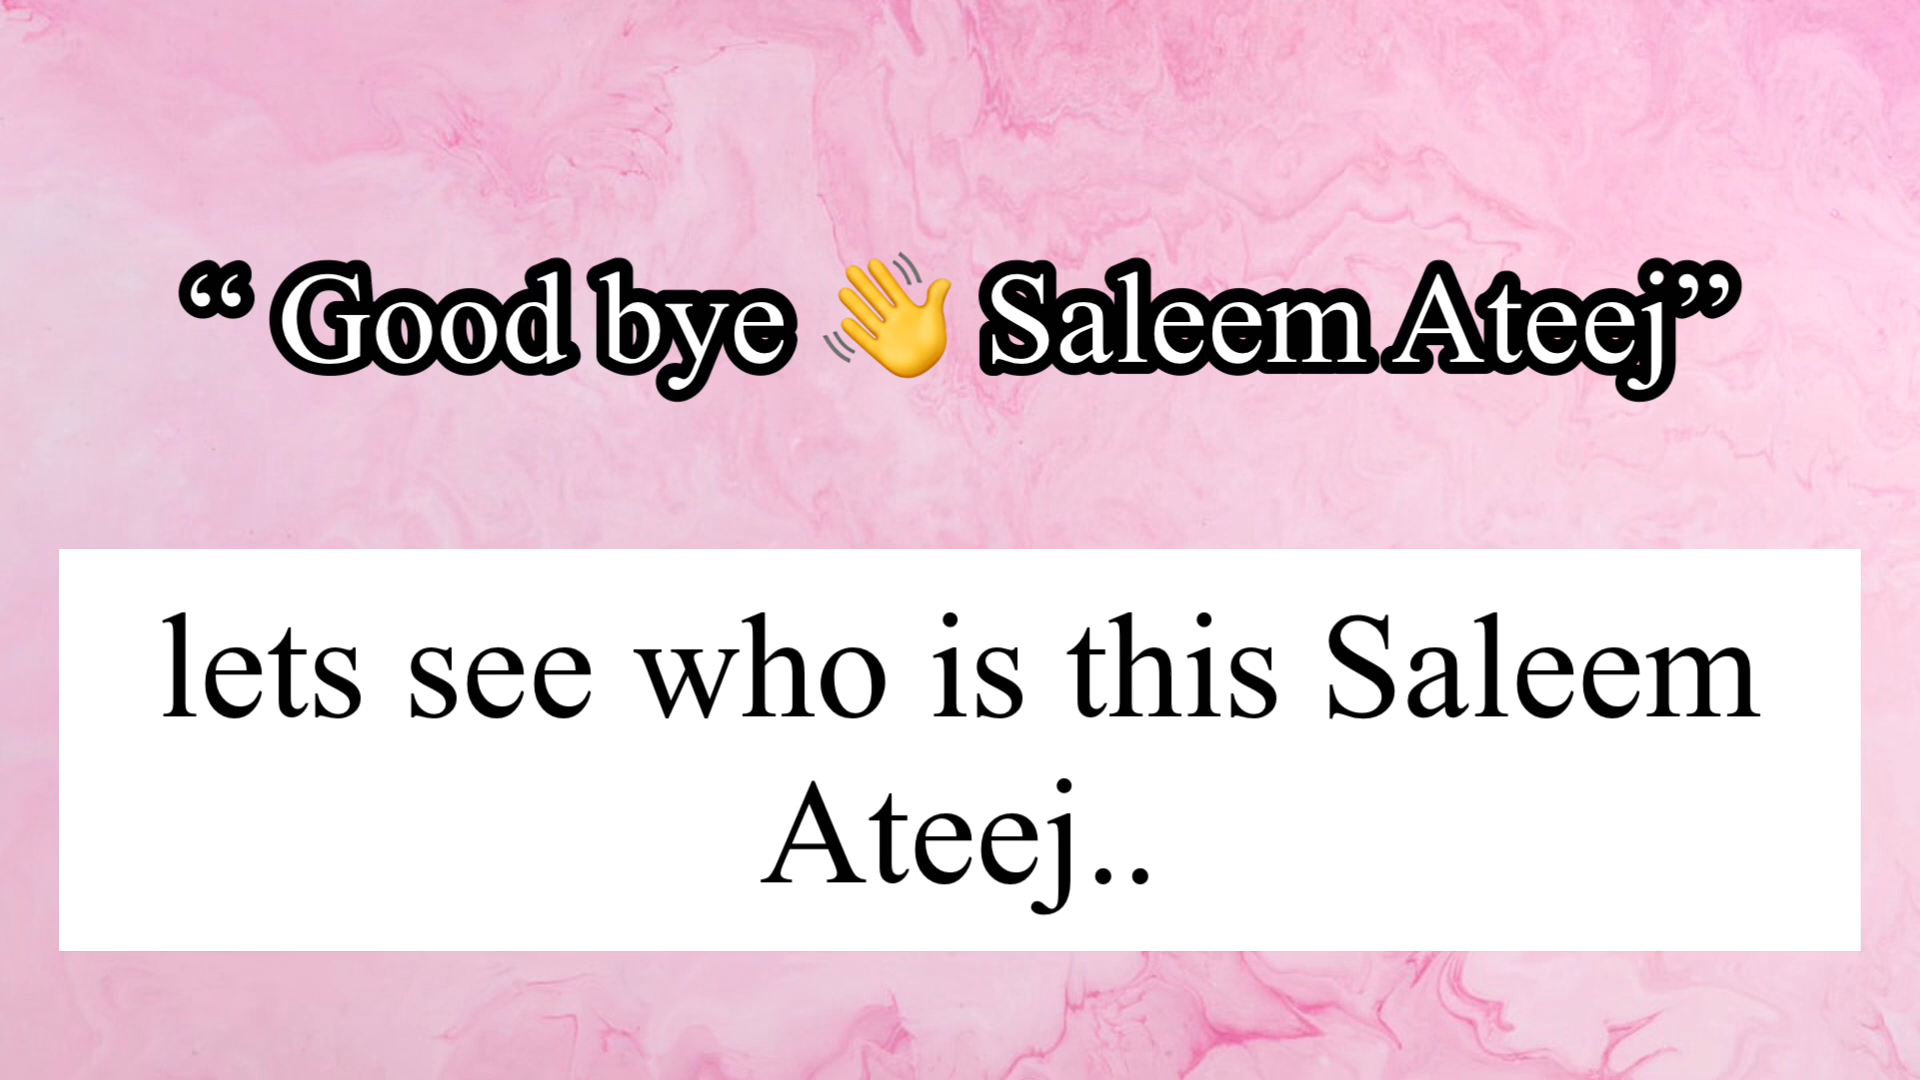 “ Good bye 👋 Saleem Ateej”
lets see who is this Saleem
Ateej..